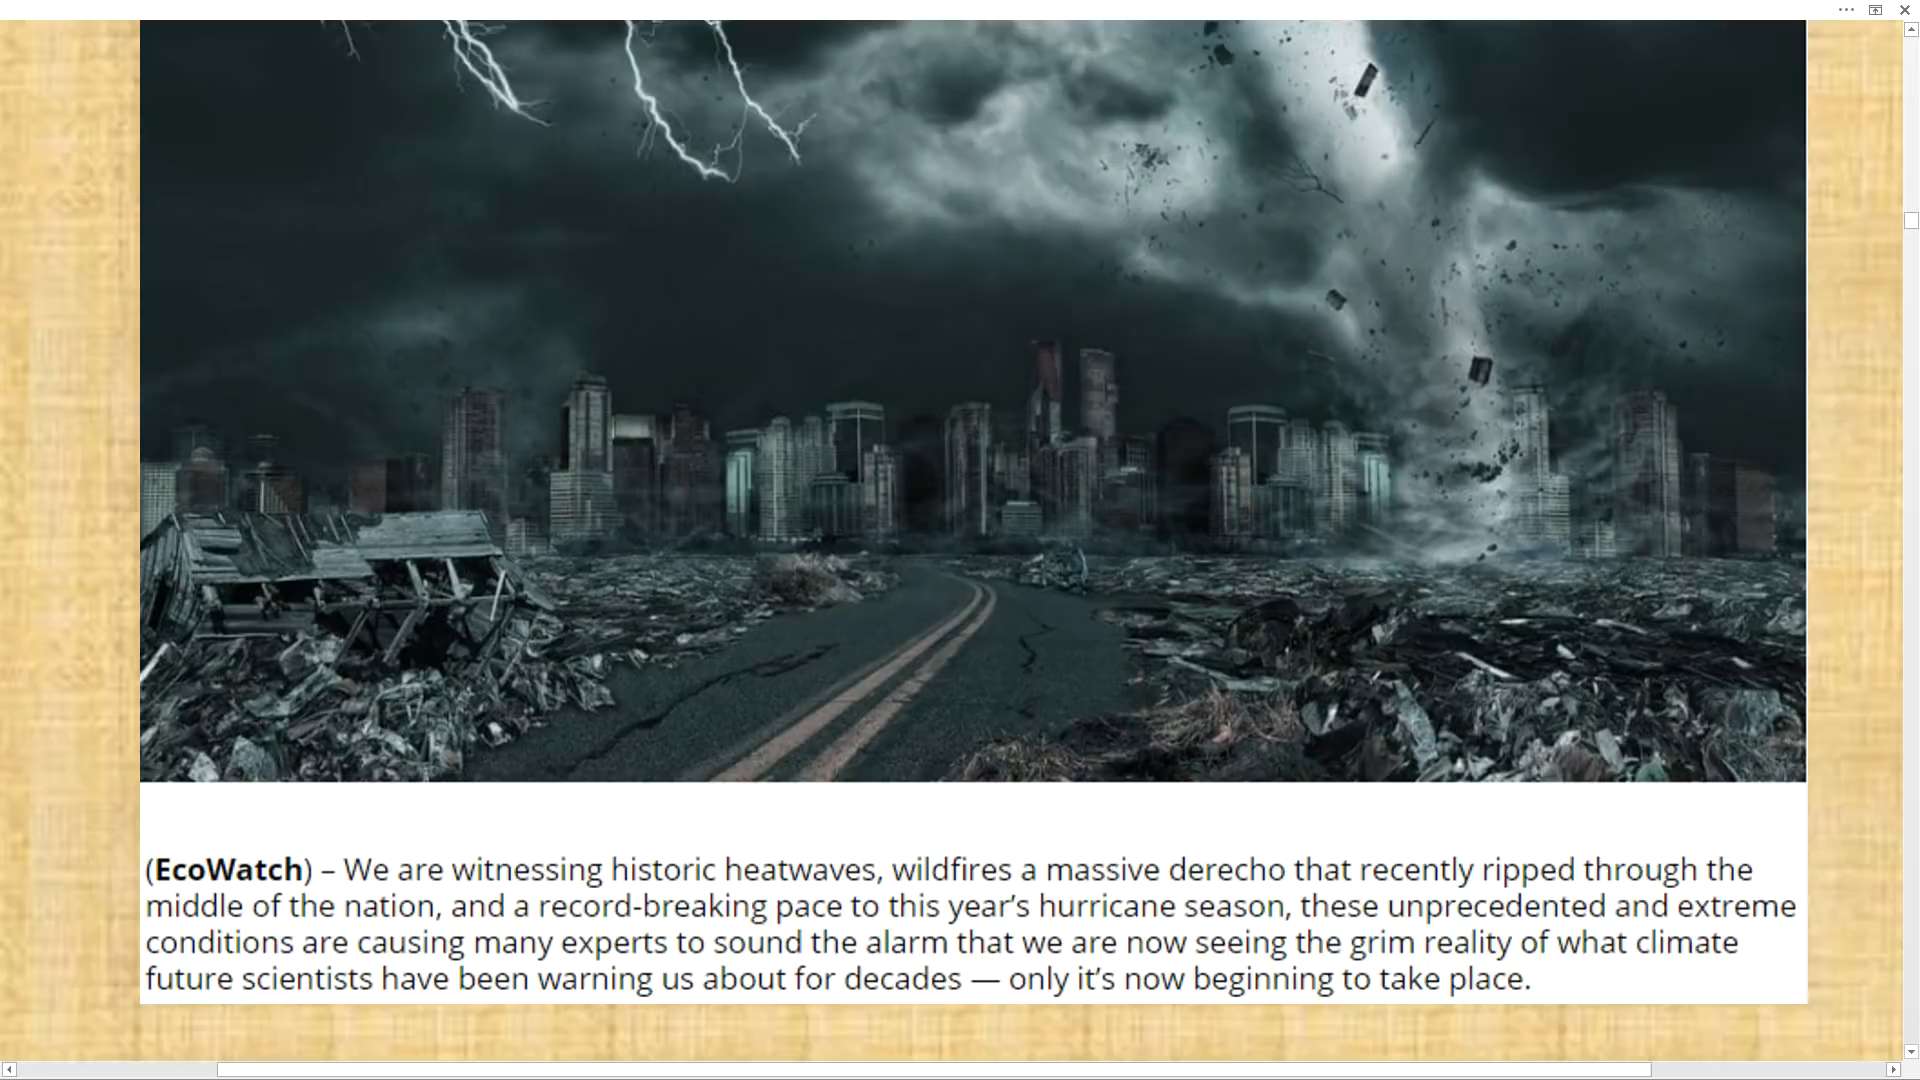 (EcoWatch) – We are witnessing historic heatwaves, wildfires a massive derecho that recently ripped through the
middle of the nation, and a record-breaking pace to this year’s hurricane season, these unprecedented and extreme
conditions are causing many experts to sound the alarm that we are now seeing the grim reality of what climate
future scientists have been warning us about for decades — only it’s now beginning to take place.